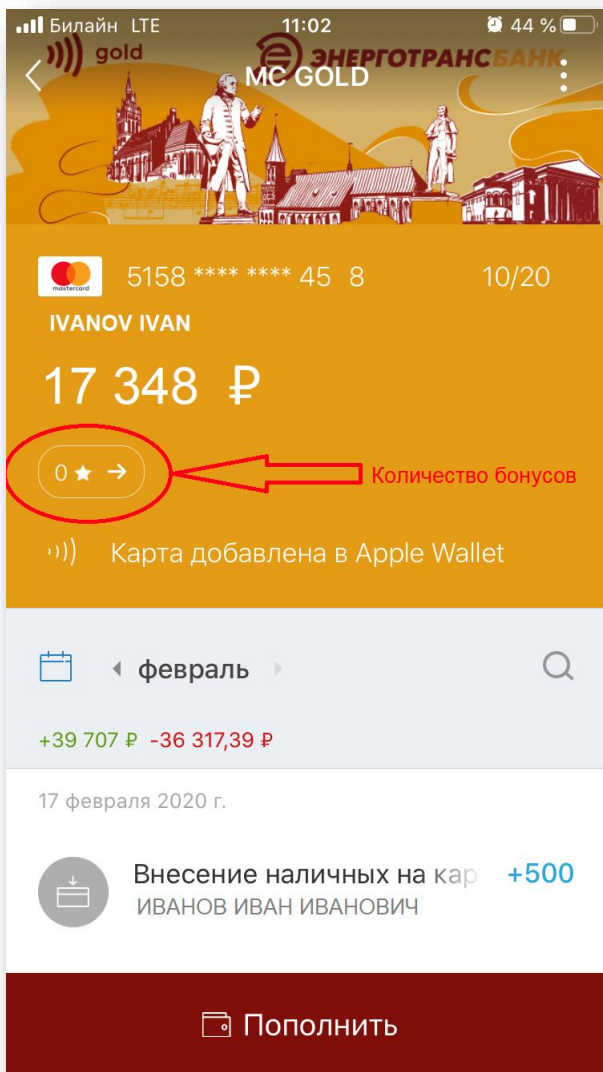 Билайн LTE 11:02 44 %
gold
ЭНЕРГОТРАНСБАНК
MC GOLD
mastercard 5158 **** **** 45 8 10/20
IVANOV IVAN
17 348 ₽
0 ★ → Количество бонусов
Карта добавлена в Apple Wallet
февраль
+39 707 ₽ -36 317,39 ₽
17 февраля 2020 г.
Внесение наличных на кар +500
ИВАНОВ ИВАН ИВАНОВИЧ
Пополнить